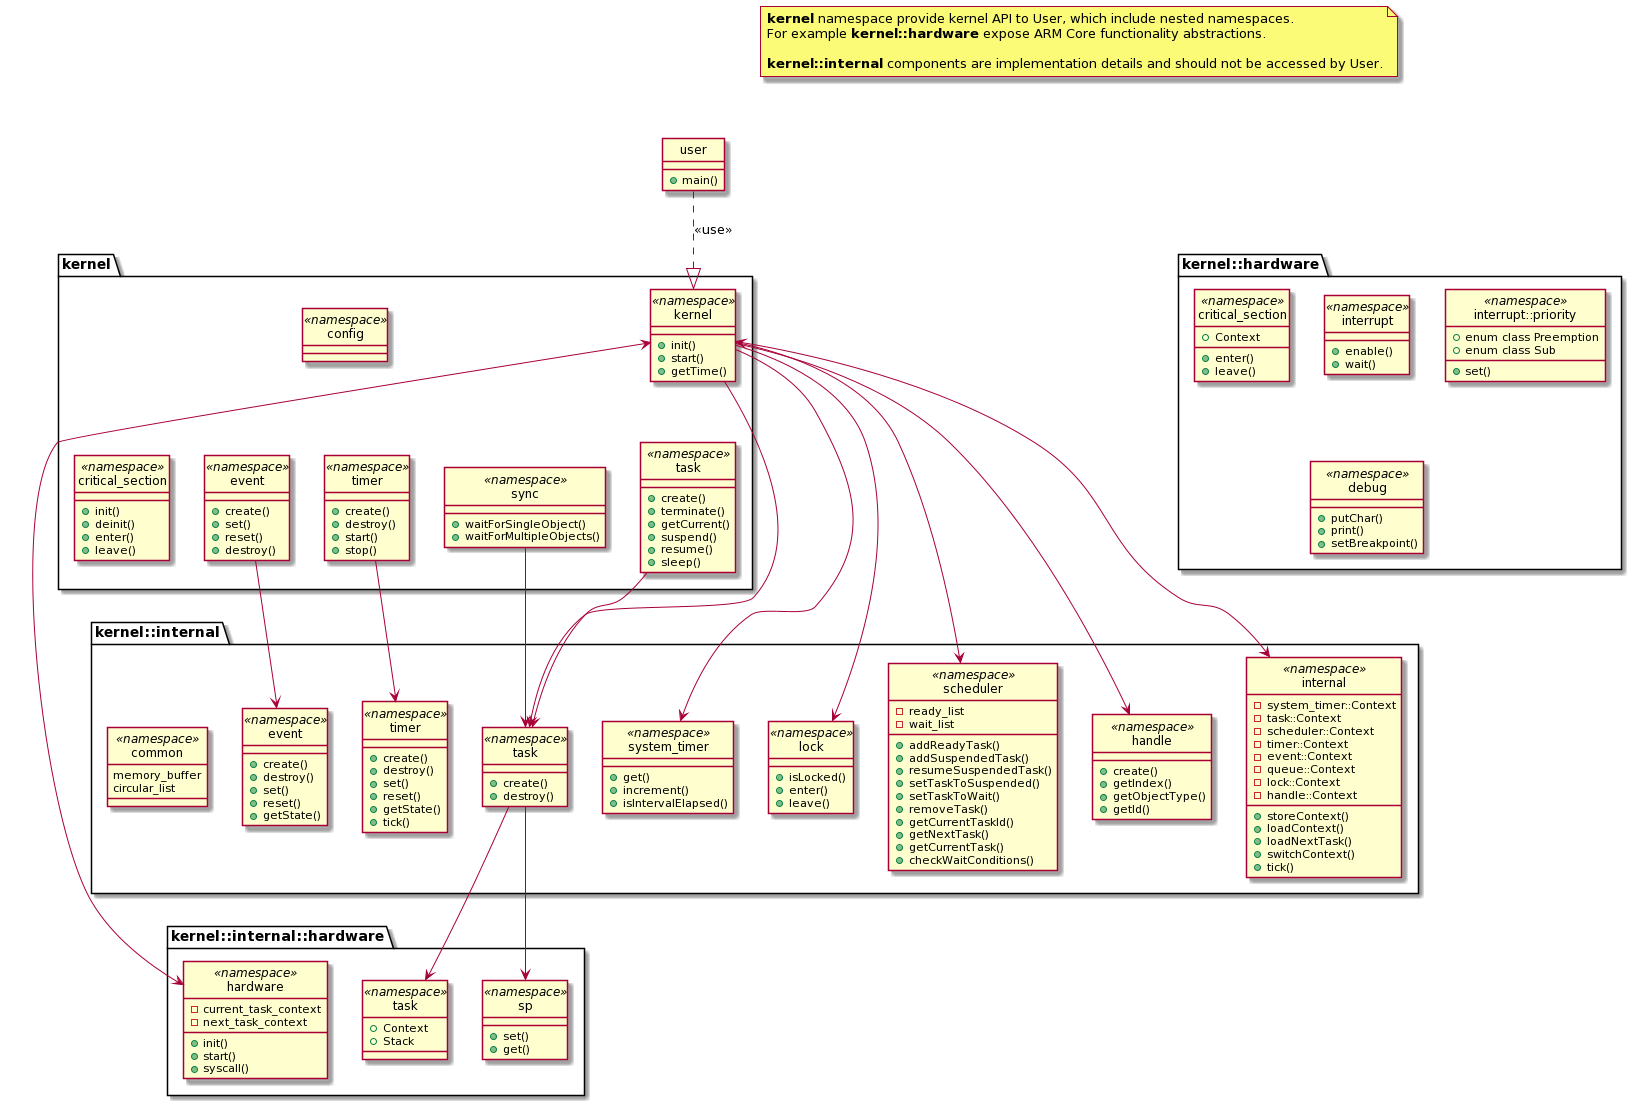 kernel namespace provide kernel API to User, which include nested namespaces.
For example kernel::hardware expose ARM Core functionality abstractions.
kernel::internal components are implementation details and should not be accessed by User.
user
main()
«use»
kernel
«namespace»
kernel
init()
start()
getTime()
«namespace»
config
«namespace»
critical_section
init()
deinit()
enter()
leave()
«namespace»
event
create()
set()
reset()
destroy()
«namespace»
timer
create()
destroy()
start()
stop()
«namespace»
sync
waitForSingleObject()
waitForMultipleObjects()
«namespace»
task
create()
terminate()
getCurrent()
suspend()
resume()
sleep()
kernel::hardware
«namespace»
critical_section
Context
enter()
leave()
«namespace»
interrupt
enable()
wait()
«namespace»
interrupt::priority
enum class Preemption
enum class Sub
set()
«namespace»
debug
putChar()
print()
setBreakpoint()
kernel::internal
«namespace»
common
memory_buffer
circular_list
«namespace»
event
create()
destroy()
set()
reset()
getState()
«namespace»
timer
create()
destroy()
set()
reset()
getState()
tick()
«namespace»
task
create()
destroy()
«namespace»
system_timer
get()
increment()
isIntervalElapsed()
«namespace»
lock
isLocked()
enter()
leave()
«namespace»
scheduler
ready_list
wait_list
addReadyTask()
addSuspendedTask()
resumeSuspendedTask()
setTaskToSuspended()
setTaskToWait()
removeTask()
getCurrentTaskId()
getNextTask()
getCurrentTask()
checkWaitConditions()
«namespace»
handle
create()
getIndex()
getObjectType()
getId()
«namespace»
internal
system_timer::Context
task::Context
scheduler::Context
timer::Context
event::Context
queue::Context
lock::Context
handle::Context
storeContext()
loadContext()
loadNextTask()
switchContext()
tick()
kernel::internal::hardware
«namespace»
hardware
current_task_context
next_task_context
init()
start()
syscall()
«namespace»
task
Context
Stack
«namespace»
sp
set()
get()